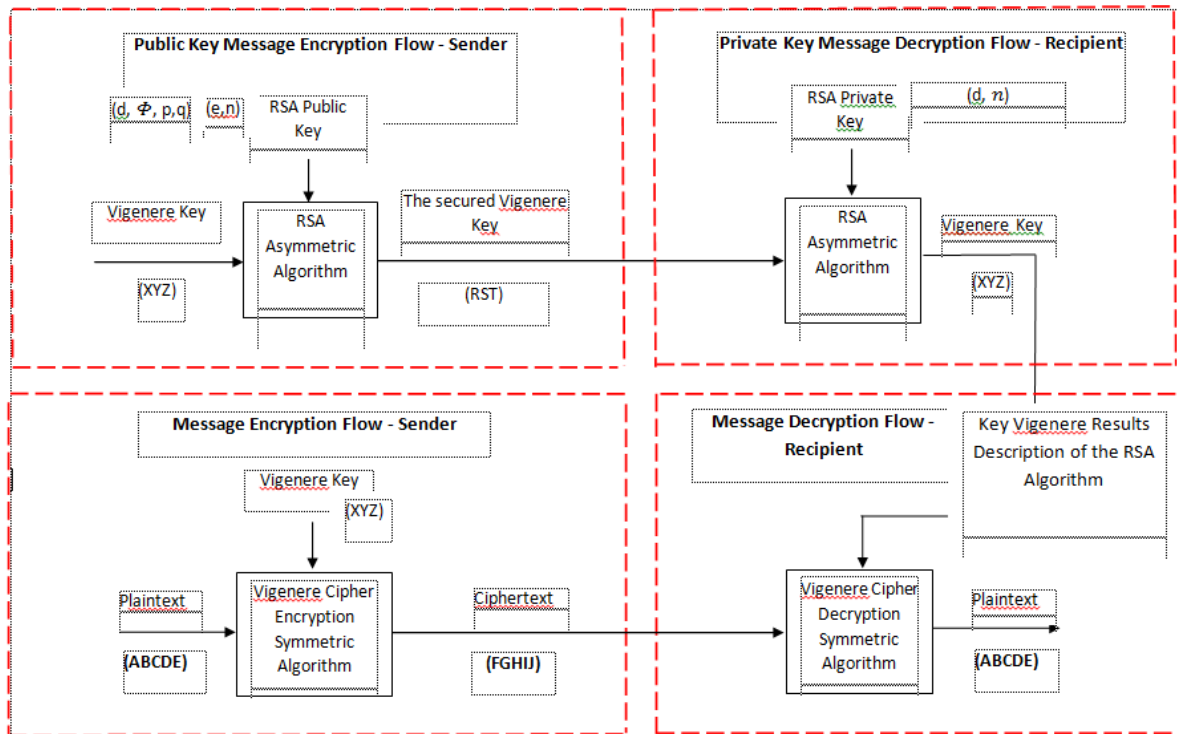 Public Key Message Encryption Flow - Sender
(d, Φ, p,q)
(e,n)
RSA Public
Key
Vigenere Key
(XYZ)
RSA
Asymmetric
Algorithm
The secured Vigenere
Key
(RST)
Private Key Message Decryption Flow - Recipient
RSA Private
Key
(d, n)
RSA
Asymmetric
Algorithm
Vigenere Key
(XYZ)
Message Encryption Flow - Sender
Vigenere Key
(XYZ)
Plaintext
(ABCDE)
Vigenere Cipher
Encryption
Symmetric
Algorithm
Ciphertext
(FGHIJ)
Message Decryption Flow -
Recipient
Key Vigenere Results
Description of the RSA
Algorithm
Vigenere Cipher
Decryption
Symmetric
Algorithm
Plaintext
(ABCDE)